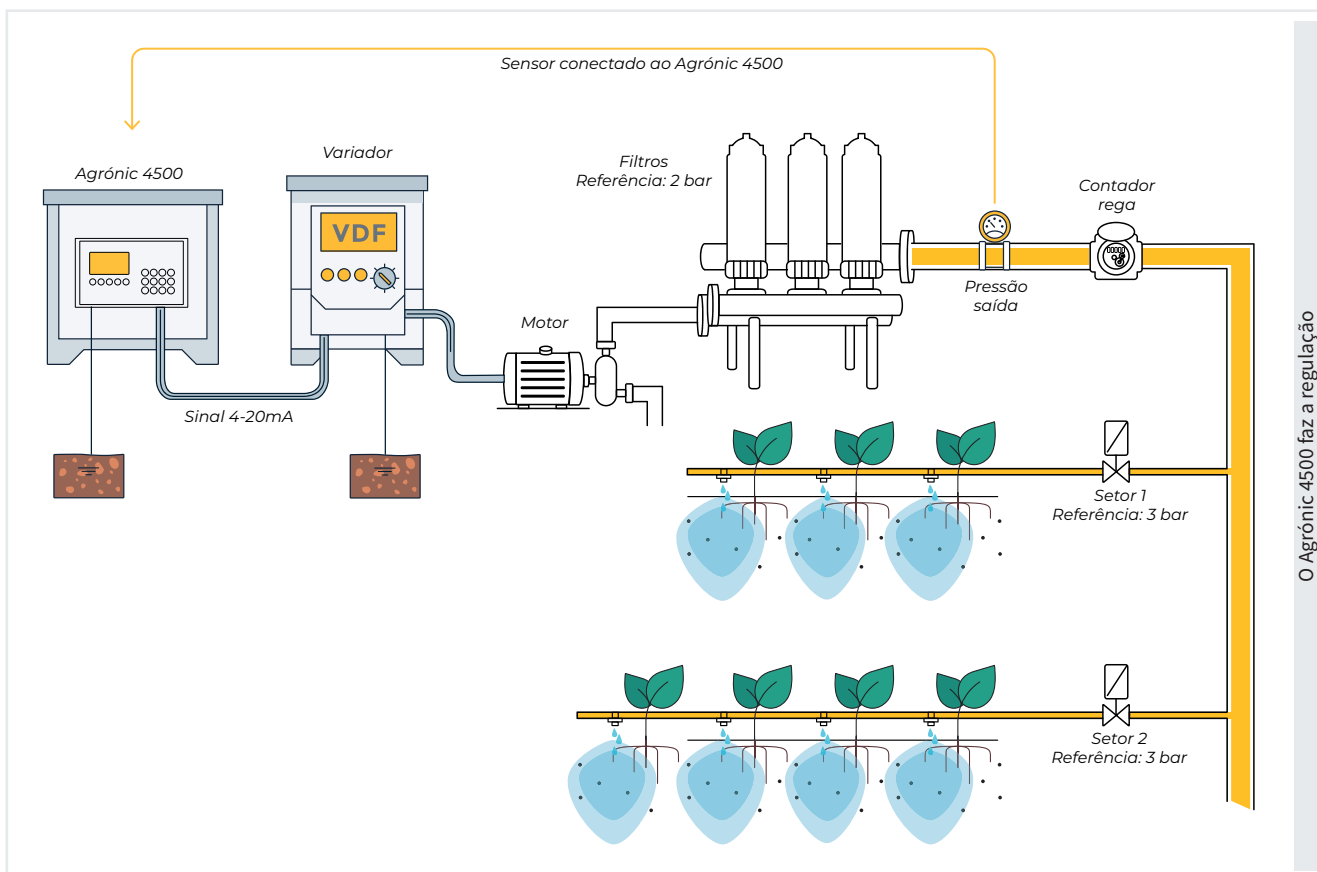 Sensor conectado ao Agrónic 4500
Agrónic 4500
Variador
VDF
Sinal 4-20mA
Motor
Filtros
Referência: 2 bar
Pressão
saída
Contador
rega
Setor 1
Referência: 3 bar
Setor 2
Referência: 3 bar
O Agrónic 4500 faz a regulação